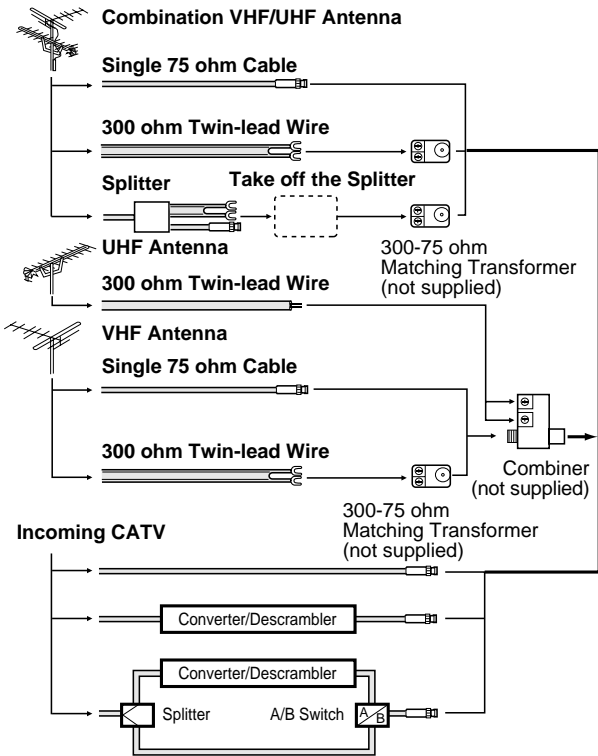 Combination VHF/UHF Antenna
Single 75 ohm Cable
300 ohm Twin-lead Wire
Splitter
Take off the Splitter
UHF Antenna
300-75 ohm
Matching Transformer
(not supplied)
300 ohm Twin-lead Wire
VHF Antenna
Single 75 ohm Cable
300 ohm Twin-lead Wire
Combiner
(not supplied)
300-75 ohm
Matching Transformer
(not supplied)
Incoming CATV
Converter/Descrambler
Converter/Descrambler
Splitter
A/B Switch
A
B